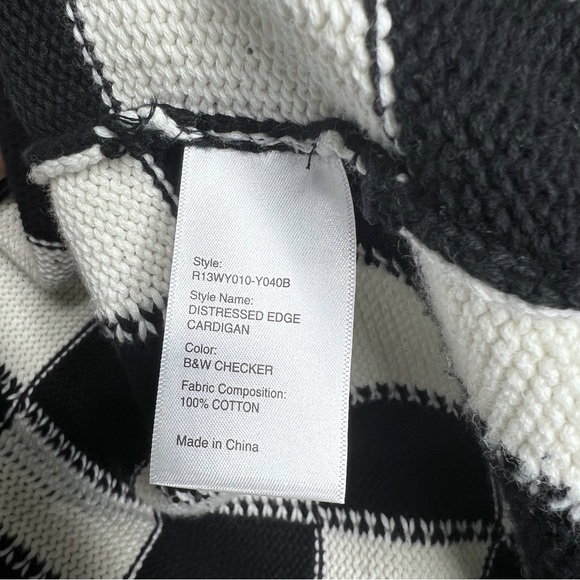 Style:
R13WY010-Y040B
Style Name:
DISTRESSED EDGE
CARDIGAN
Color:
B&W CHECKER
Fabric Composition:
100% COTTON
Made in China